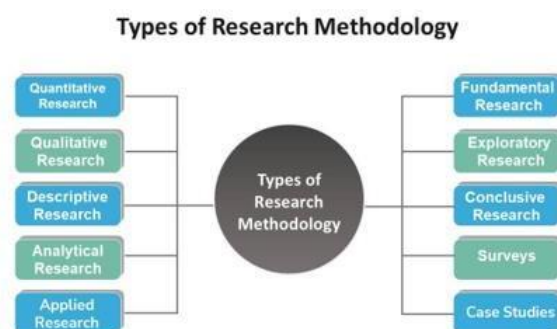 Types of Research Methodology
Quantitative
Research
Qualitative
Research
Descriptive
Research
Analytical
Research
Applied
Research
Types of
Research
Methodology
Fundamental
Research
Exploratory
Research
Conclusive
Research
Surveys
Case Studies